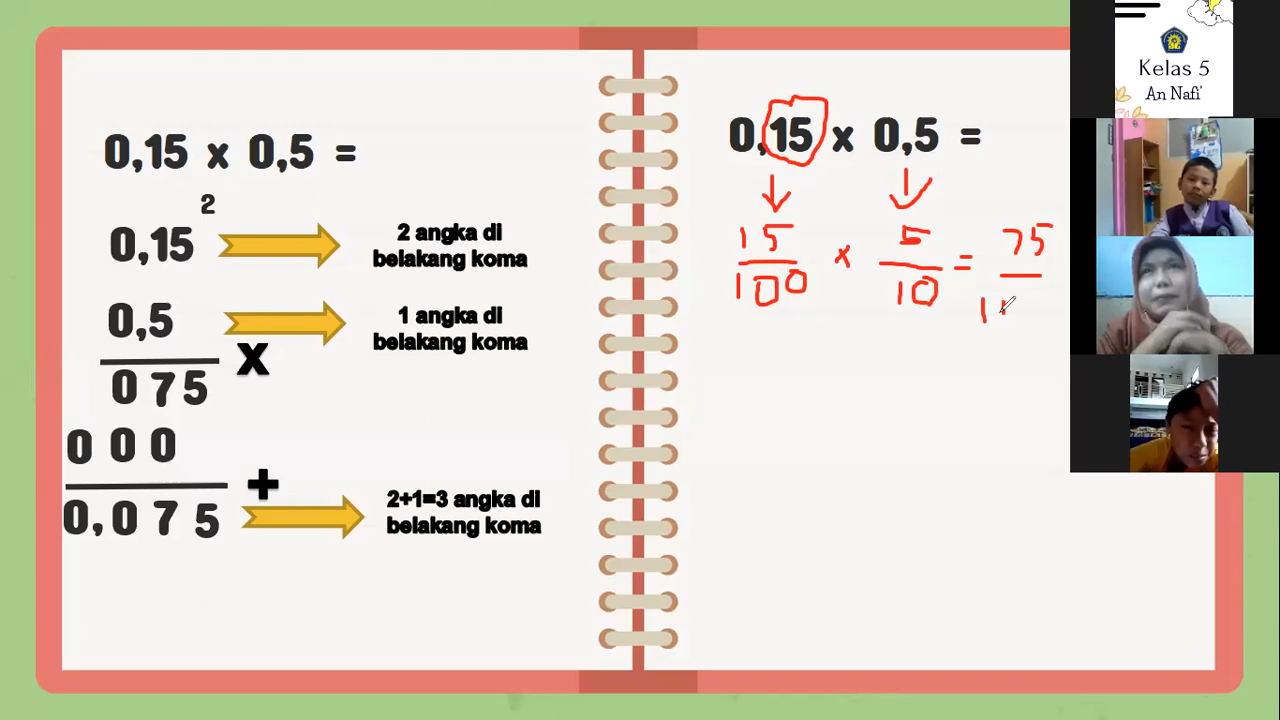 0,15 x 0,5 =
2
0,15
2 angka di
belakang koma
0,5
1 angka di
belakang koma
x
0 7 5
0 0 0
+
0, 0 7 5
2+1=3 angka di
belakang koma
0,15 x 0,5 =
15 x 5 = 75
100 10
Kelas 5
An Nafi'